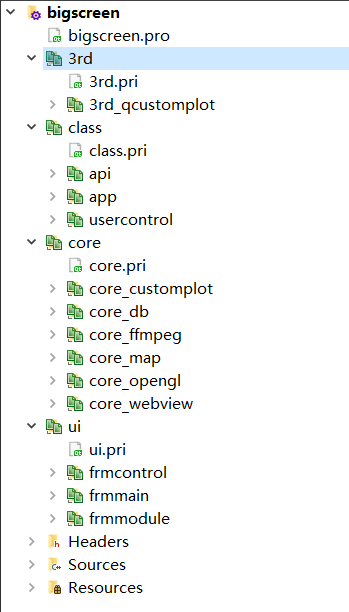 bigscreen
bigscreen.pro
3rd
3rd.pri
3rd_qcustomplot
class
class.pri
api
app
usercontrol
core
core.pri
core_customplot
core_db
core_ffmpeg
core_map
core_opengl
core_webview
ui
ui.pri
frmcontrol
frmmain
frmmodule
Headers
Sources
Resources